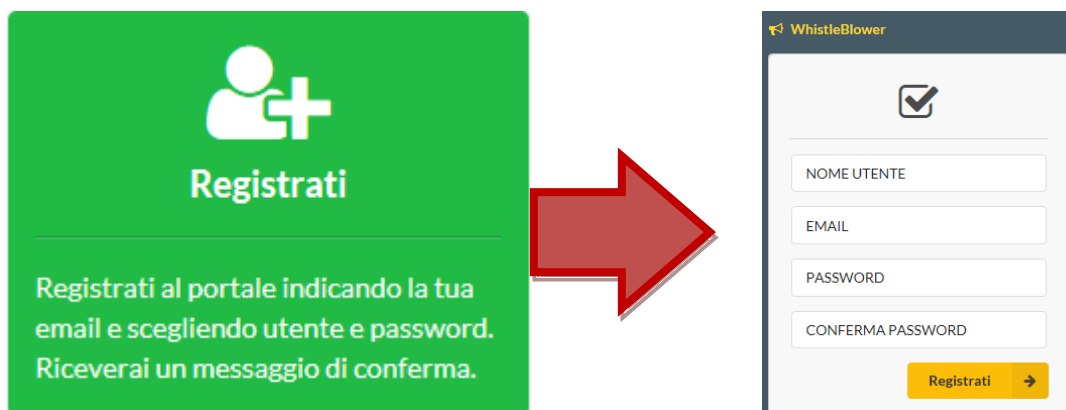 Registrati
Registrati al portale indicando la tua
email e scegliendo utente e password.
Riceverai un messaggio di conferma.
WhistleBlower
NOME UTENTE
EMAIL
PASSWORD
CONFERMA PASSWORD
Registrati